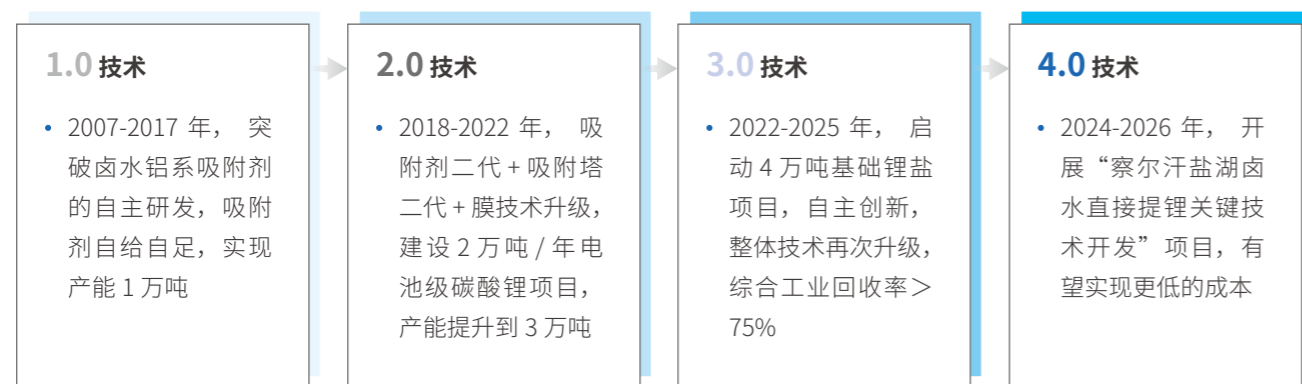 1.0 技术
• 2007-2017 年， 突
破卤水铝系吸附剂
的自主研发，吸附
剂自给自足，实现
产能 1 万吨
2.0 技术
• 2018-2022 年， 吸
附剂二代 + 吸附塔
二代 + 膜技术升级，
建设 2 万吨 / 年电
池级碳酸锂项目，
产能提升到 3 万吨
3.0 技术
• 2022-2025 年， 启
动 4 万吨基础锂盐
项目，自主创新，
整体技术再次升级，
综合工业回收率＞
75%
4.0 技术
• 2024-2026 年， 开
展“察尔汗盐湖卤
水直接提锂关键技
术开发”项目，有
望实现更低的成本